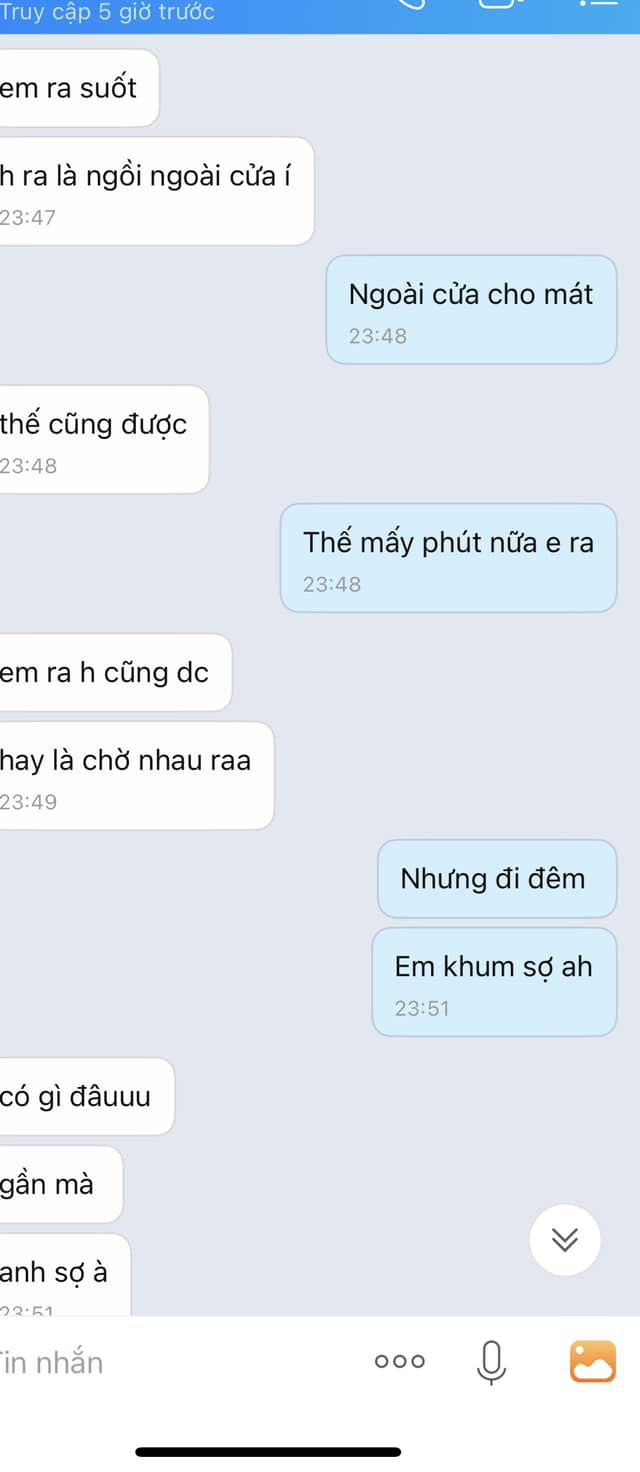 Truy cập 5 giờ trước
em ra suốt
h ra là ngồi ngoài cửa í
23:47
Ngoài cửa cho mát
23:48
thế cũng được
23:48
Thế mấy phút nữa e ra
23:48
em ra h cũng dc
hay là chờ nhau raa
23:49
Nhưng đi đêm
Em khum sợ ah
23:51
có gì đâuuu
gần mà
anh sợ à
23:51
Tin nhắn